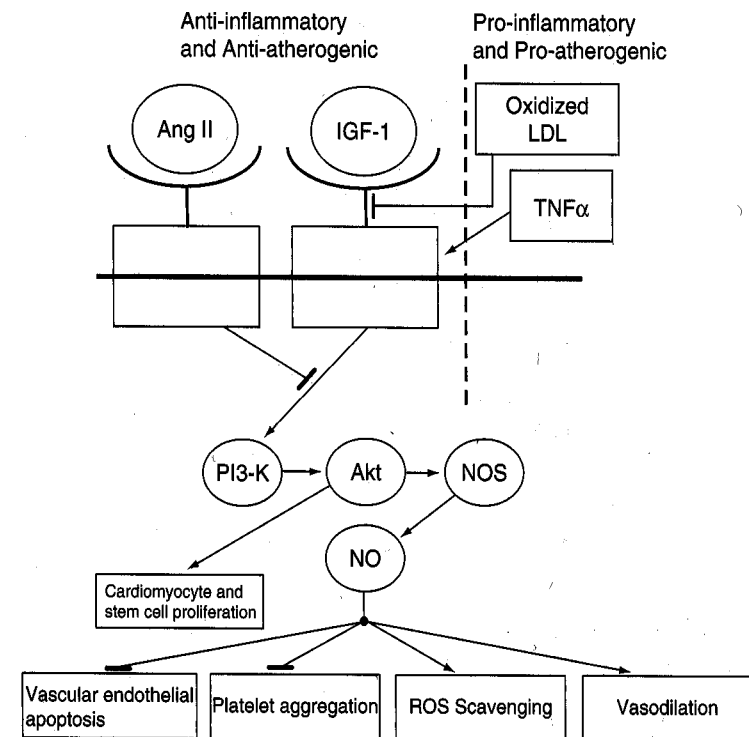 Anti-inflammatory
and Anti-atherogenic
Pro-inflammatory
and Pro-atherogenic
Ang II
IGF-1
Oxidized
LDL
TNFα
PI3-K
Akt
NOS
NO
Cardiomyocyte and
stem cell proliferation
Vascular endothelial
apoptosis
Platelet aggregation
ROS Scavenging
Vasodilation